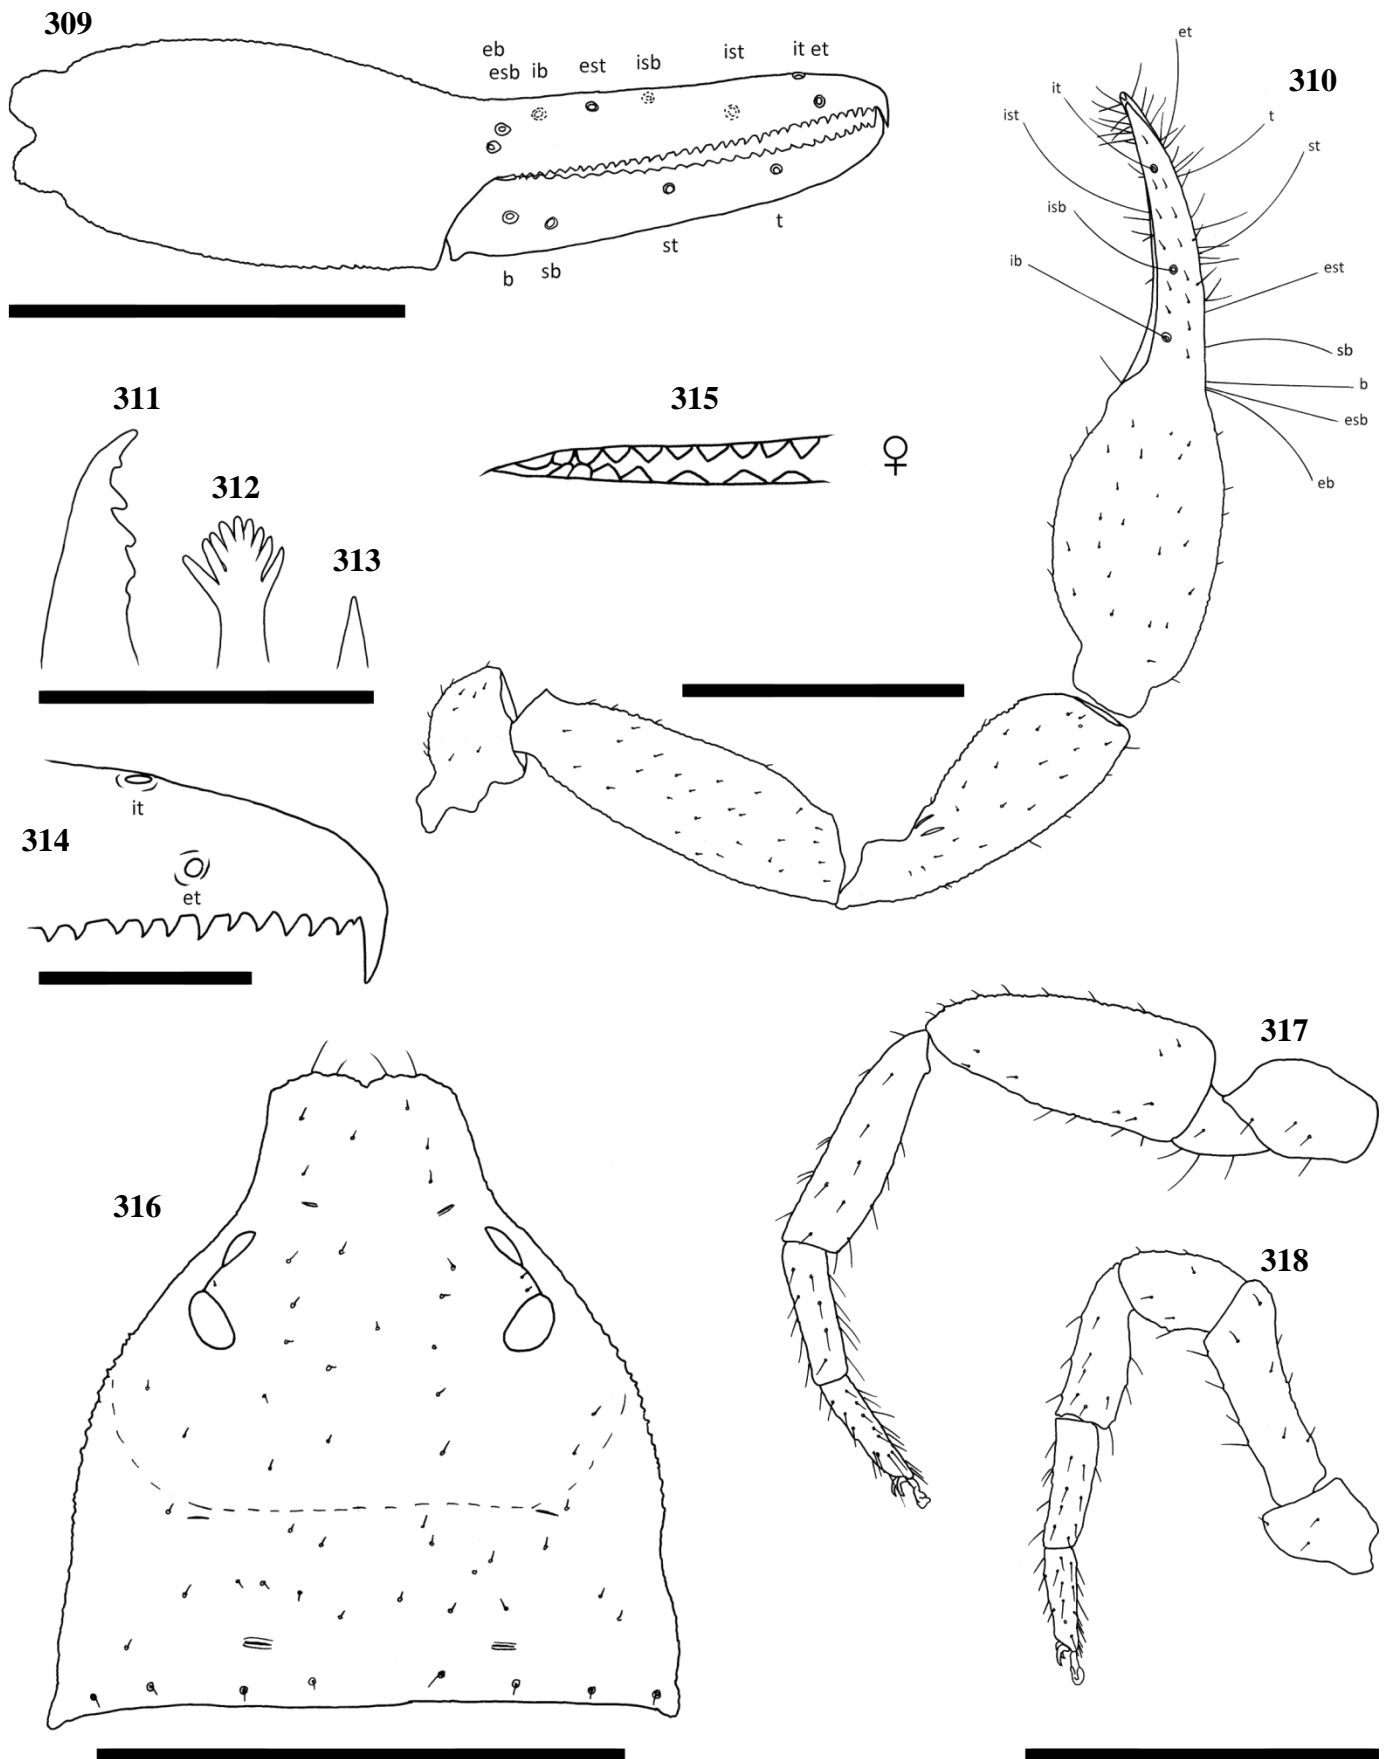 309
eb
esb ib est isb ist it et
b sb st t
310
et
it
ist
t
st
isb
ib
est
sb
b
esb
eb
311
312
313
315
♀
314
it
et
316
317
318